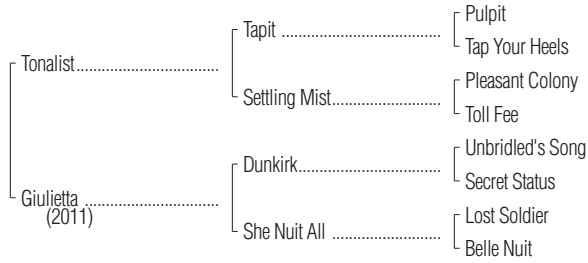 Pulpit
Tapit ........................................
Tap Your Heels
Tonalist....................................
Pleasant Colony
Settling Mist............................
Toll Fee
Unbridled's Song
Dunkirk....................................
Secret Status
Giulietta ..................................
(2011)
Lost Soldier
She Nuit All ............................
Belle Nuit